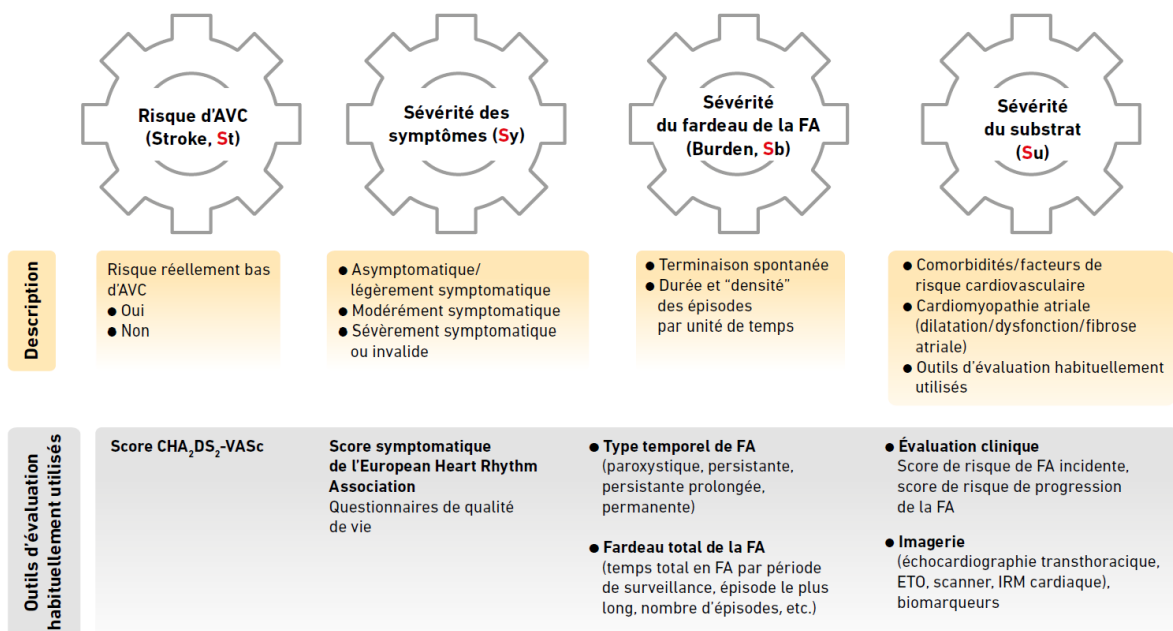 Risque d'AVC
(Stroke, St)
Sévérité des
symptômes (Sy)
Sévérité
du fardeau de la FA
(Burden, Sb)
Sévérité
du substrat
(Su)
Description
Risque réellement bas
d'AVC
● Oui
● Non
● Asymptomatique/
légèrement symptomatique
● Modérément symptomatique
● Sévèrement symptomatique
ou invalide
● Terminaison spontanée
● Durée et “densité”
des épisodes
par unité de temps
● Comorbidités/facteurs de
risque cardiovasculaire
● Cardiomyopathie atriale
(dilatation/dysfonction/fibrose
atriale)
● Outils d'évaluation habituellement
utilisés
Outils d'évaluation
habituellement utilisés
Score CHA₂DS₂-VASc
Score symptomatique
de l'European Heart Rhythm
Association
Questionnaires de qualité
de vie
● Type temporel de FA
(paroxystique, persistante,
persistante prolongée,
permanente)
● Fardeau total de la FA
(temps total en FA par période
de surveillance, épisode le plus
long, nombre d'épisodes, etc.)
● Évaluation clinique
Score de risque de FA incidente,
score de risque de progression
de la FA
● Imagerie
(échocardiographie transthoracique,
ETO, scanner, IRM cardiaque),
biomarqueurs